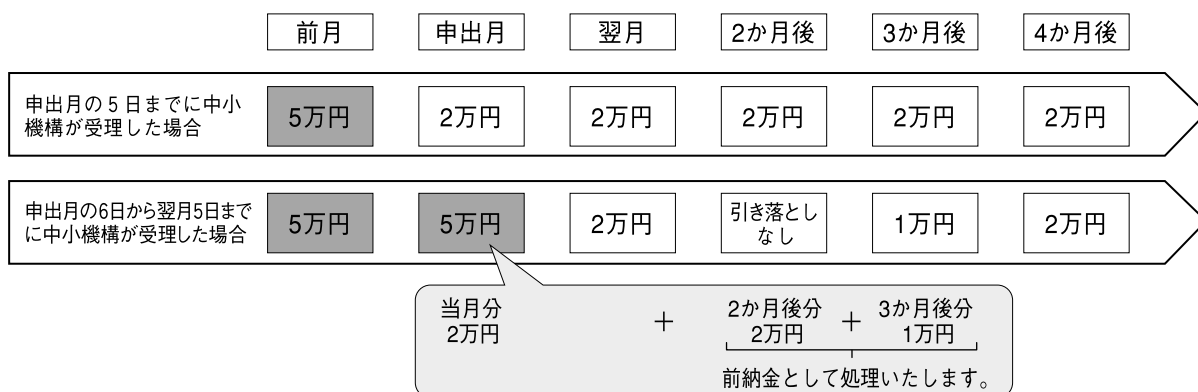 前月 申出月 翌月 2か月後 3か月後 4か月後
申出月の5日までに中小
機構が受理した場合
5万円 2万円 2万円 2万円 2万円 2万円
申出月の6日から翌月5日まで
に中小機構が受理した場合
5万円 5万円 2万円 引き落とし
なし 1万円 2万円
当月分 + 2か月後分 + 3か月後分
2万円 2万円 1万円
前納金として処理いたします。